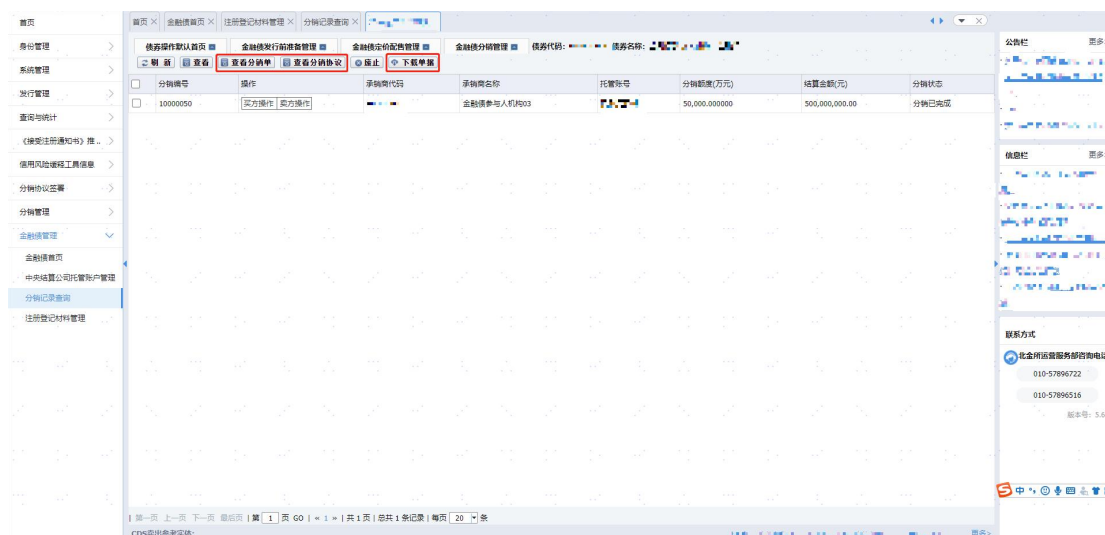 首页
身份管理
系统管理
发行管理
查询与统计
《接受注册通知书》推 ..
信用风险缓释工具信息
分销协议签署
分销管理
金融债管理
金融债首页
中央结算公司托管账户管理
分销记录查询
注册登记材料管理
首页 × 金融债首页 × 注册登记材料管理 × 分销记录查询 ×
债券操作默认首页 金融债发行前准备管理 金融债定价配售管理 金融债分销管理 债券代码: 债券名称:
刷 新 查看 查看分销单 查看分销协议 废止 下载单据
分销编号 操作 承销商代码 承销商名称 托管账号 分销额度(万元) 结算金额(元) 分销状态
10000050 买方操作 卖方操作 金融债参与人机构03 50,000.000000 500,000,000.00 分销已完成
| 第一页 上一页 下一页 最后页 | 第 1 页 GO | « 1 » | 共 1 页 | 总共 1 条记录 | 每页 20 条
更多>
公告栏 更多
信息栏 更多
联系方式
北金所运营服务部咨询电话
010-57896722
010-57896516
版本号: 5.6
中